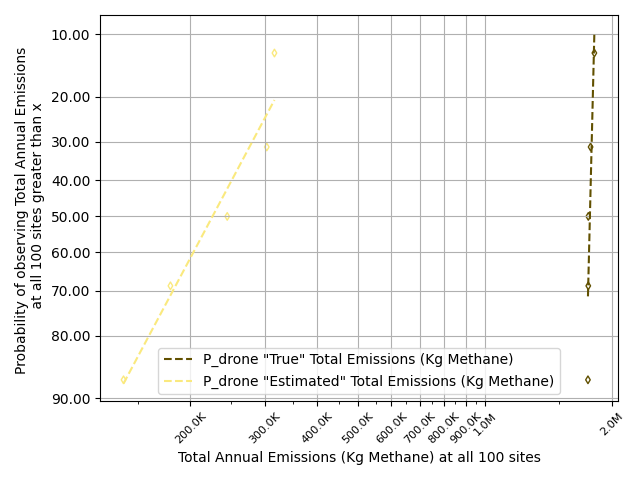 10.00
20.00
30.00
40.00
50.00
60.00
70.00
80.00
90.00
Probability of observing Total Annual Emissions
at all 100 sites greater than x
P_drone "True" Total Emissions (Kg Methane)
P_drone "Estimated" Total Emissions (Kg Methane)
200.0K
300.0K
400.0K
500.0K
600.0K
700.0K
800.0K
900.0K
1.0M
2.0M
Total Annual Emissions (Kg Methane) at all 100 sites